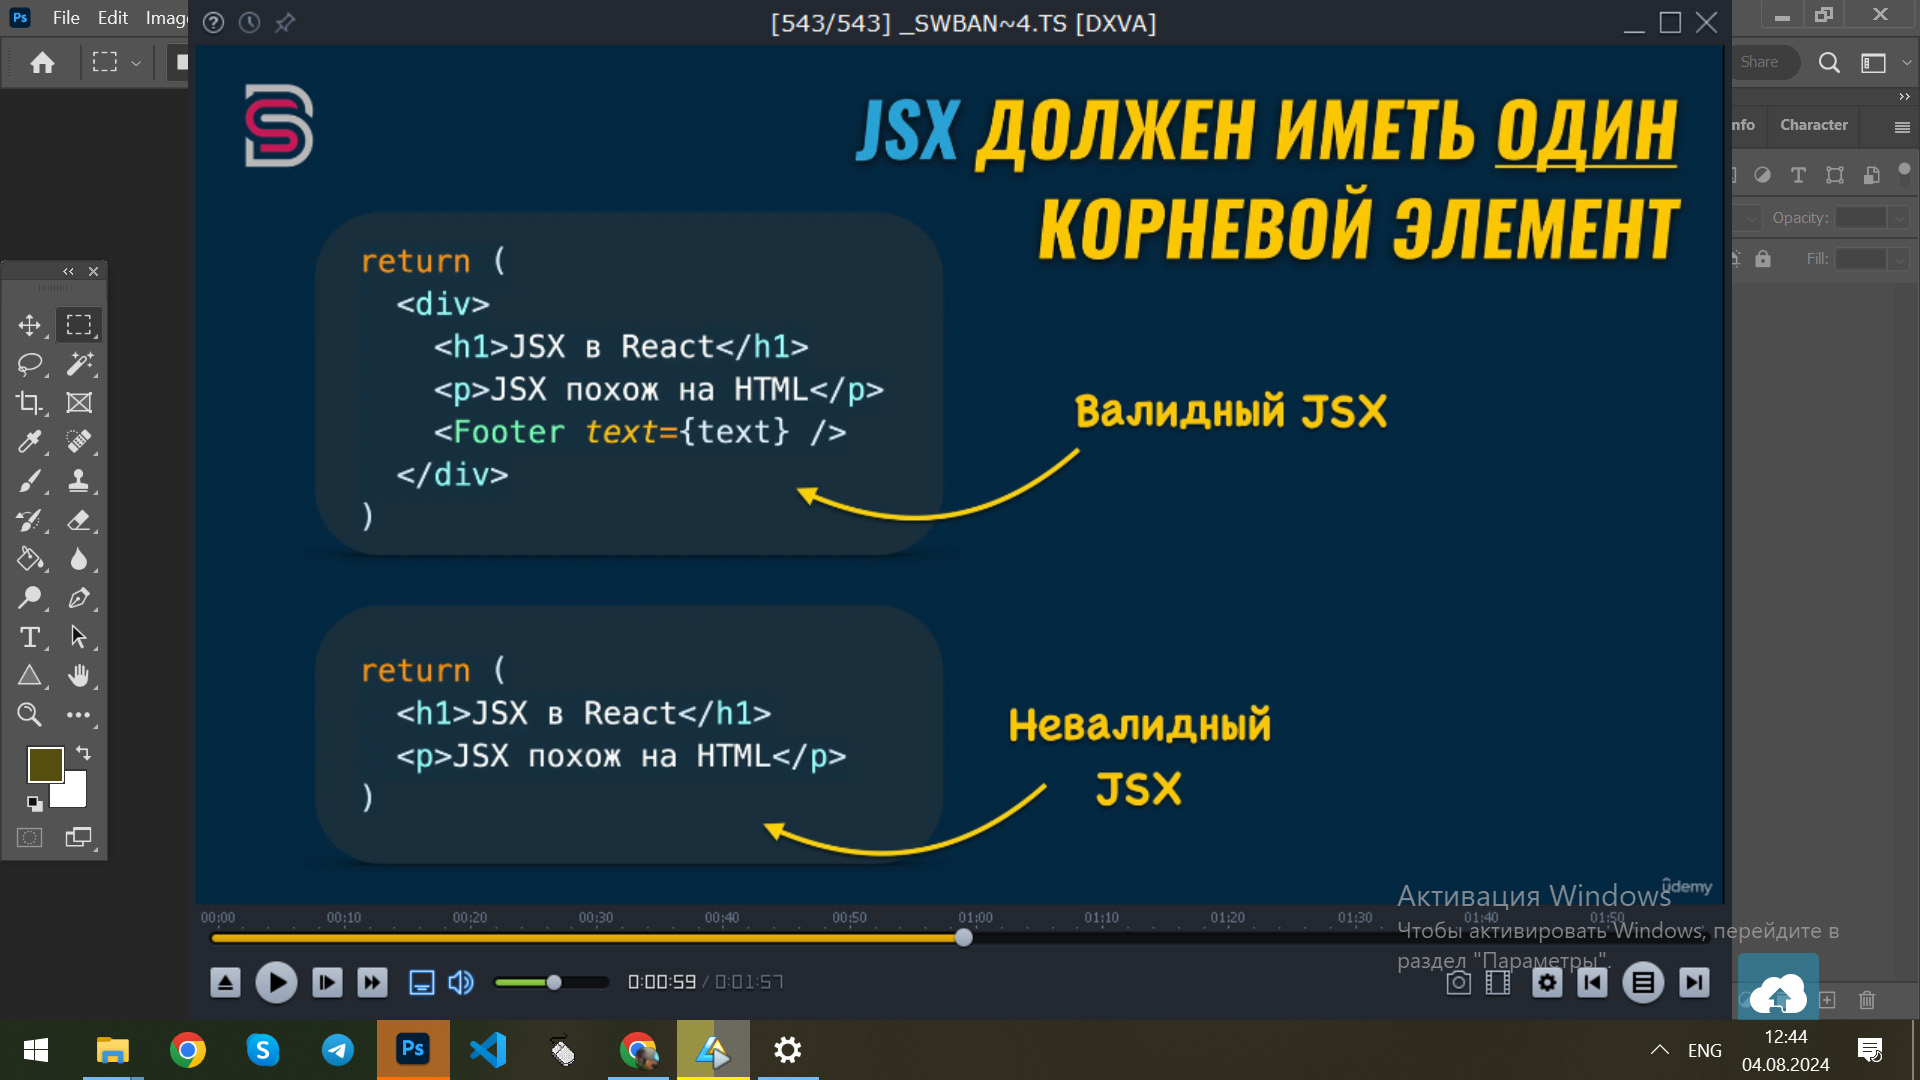 Ps File Edit Imag
[543/543] _SWBAN~4.TS [DXVA]
Share
nfo Character
Opacity:
Fill:
JSX ДОЛЖЕН ИМЕТЬ ОДИН
КОРНЕВОЙ ЭЛЕМЕНТ
return (
<div>
<h1>JSX в React</h1>
<p>JSX похож на HTML</p>
<Footer text={text} />
</div>
)
Валидный JSX
return (
<h1>JSX в React</h1>
<p>JSX похож на HTML</p>
)
Невалидный
JSX
ûdemy
Активация Windows
Чтобы активировать Windows, перейдите в
раздел "Параметры".
00:00 00:10 00:20 00:30 00:40 00:50 01:00 01:10 01:20 01:30 01:40 01:50
0:00:59 / 0:01:57
Ps
ENG
12:44
04.08.2024